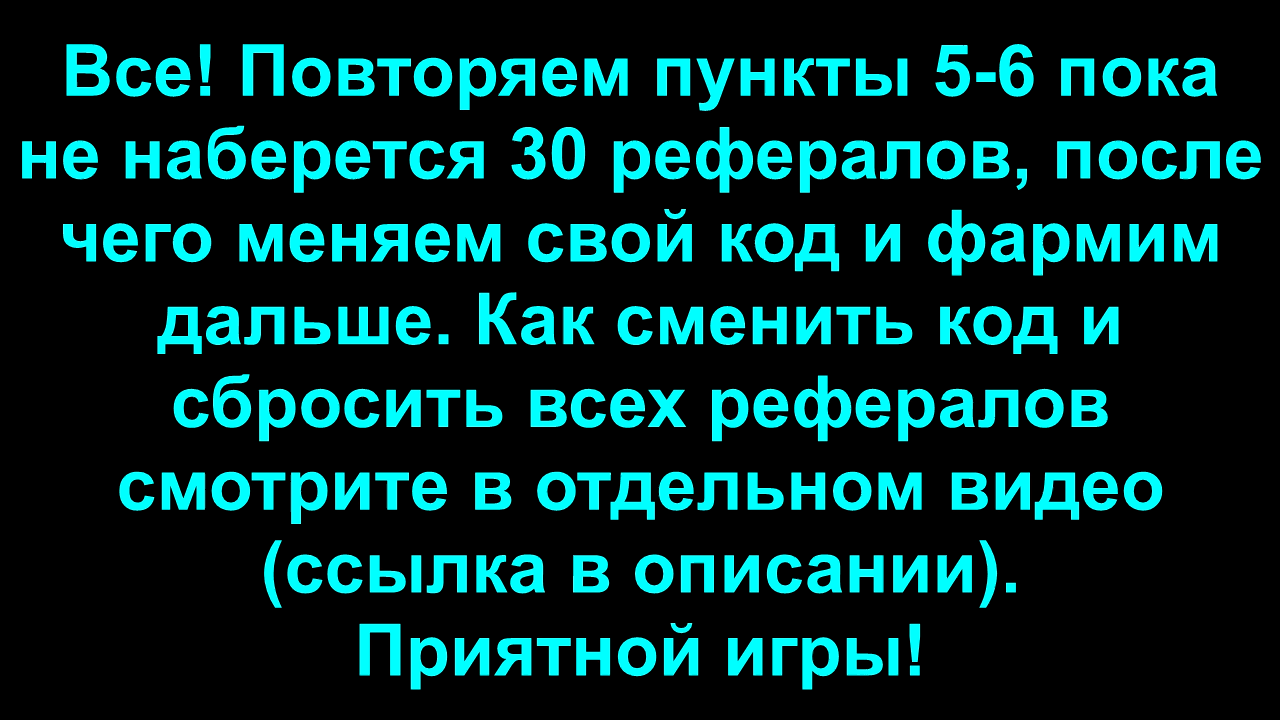 Все! Повторяем пункты 5-6 пока
не наберется 30 рефералов, после
чего меняем свой код и фармим
дальше. Как сменить код и
сбросить всех рефералов
смотрите в отдельном видео
(ссылка в описании).
Приятной игры!